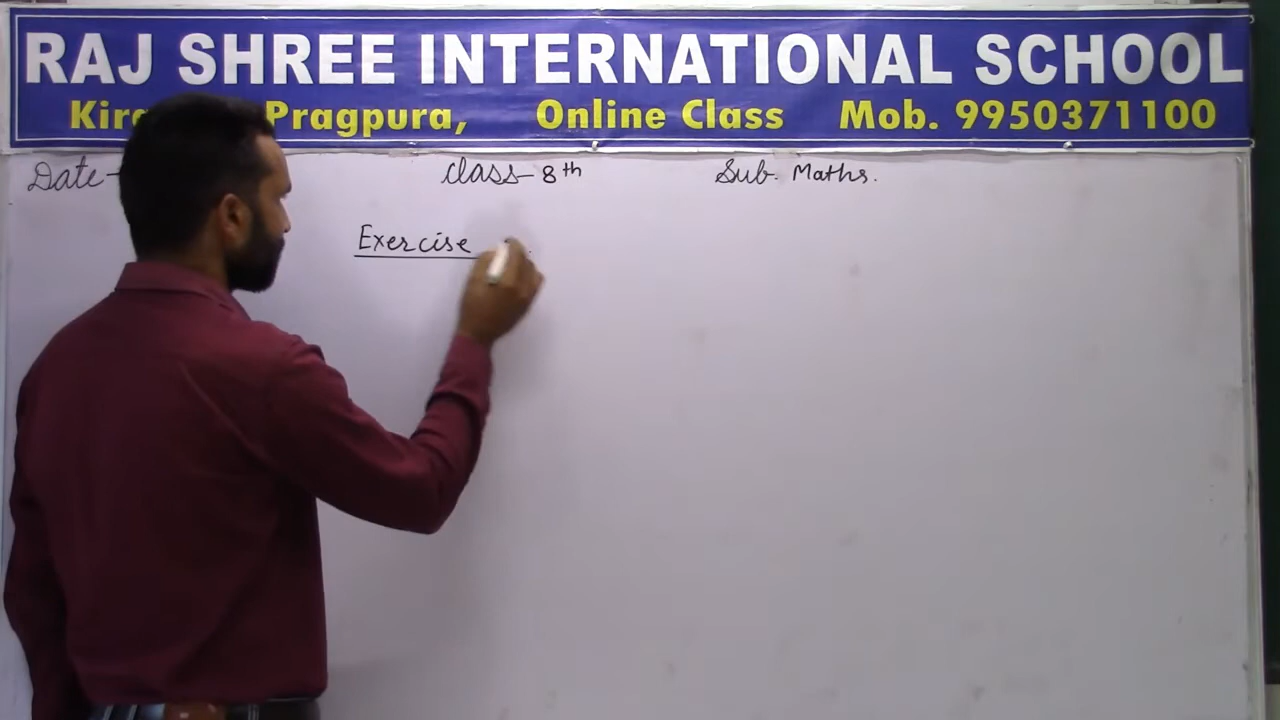 RAJ SHREE INTERNATIONAL SCHOOL
Pragpura, Online Class Mob. 9950371100
Date - Class - 8th Sub. Maths.
Exercise